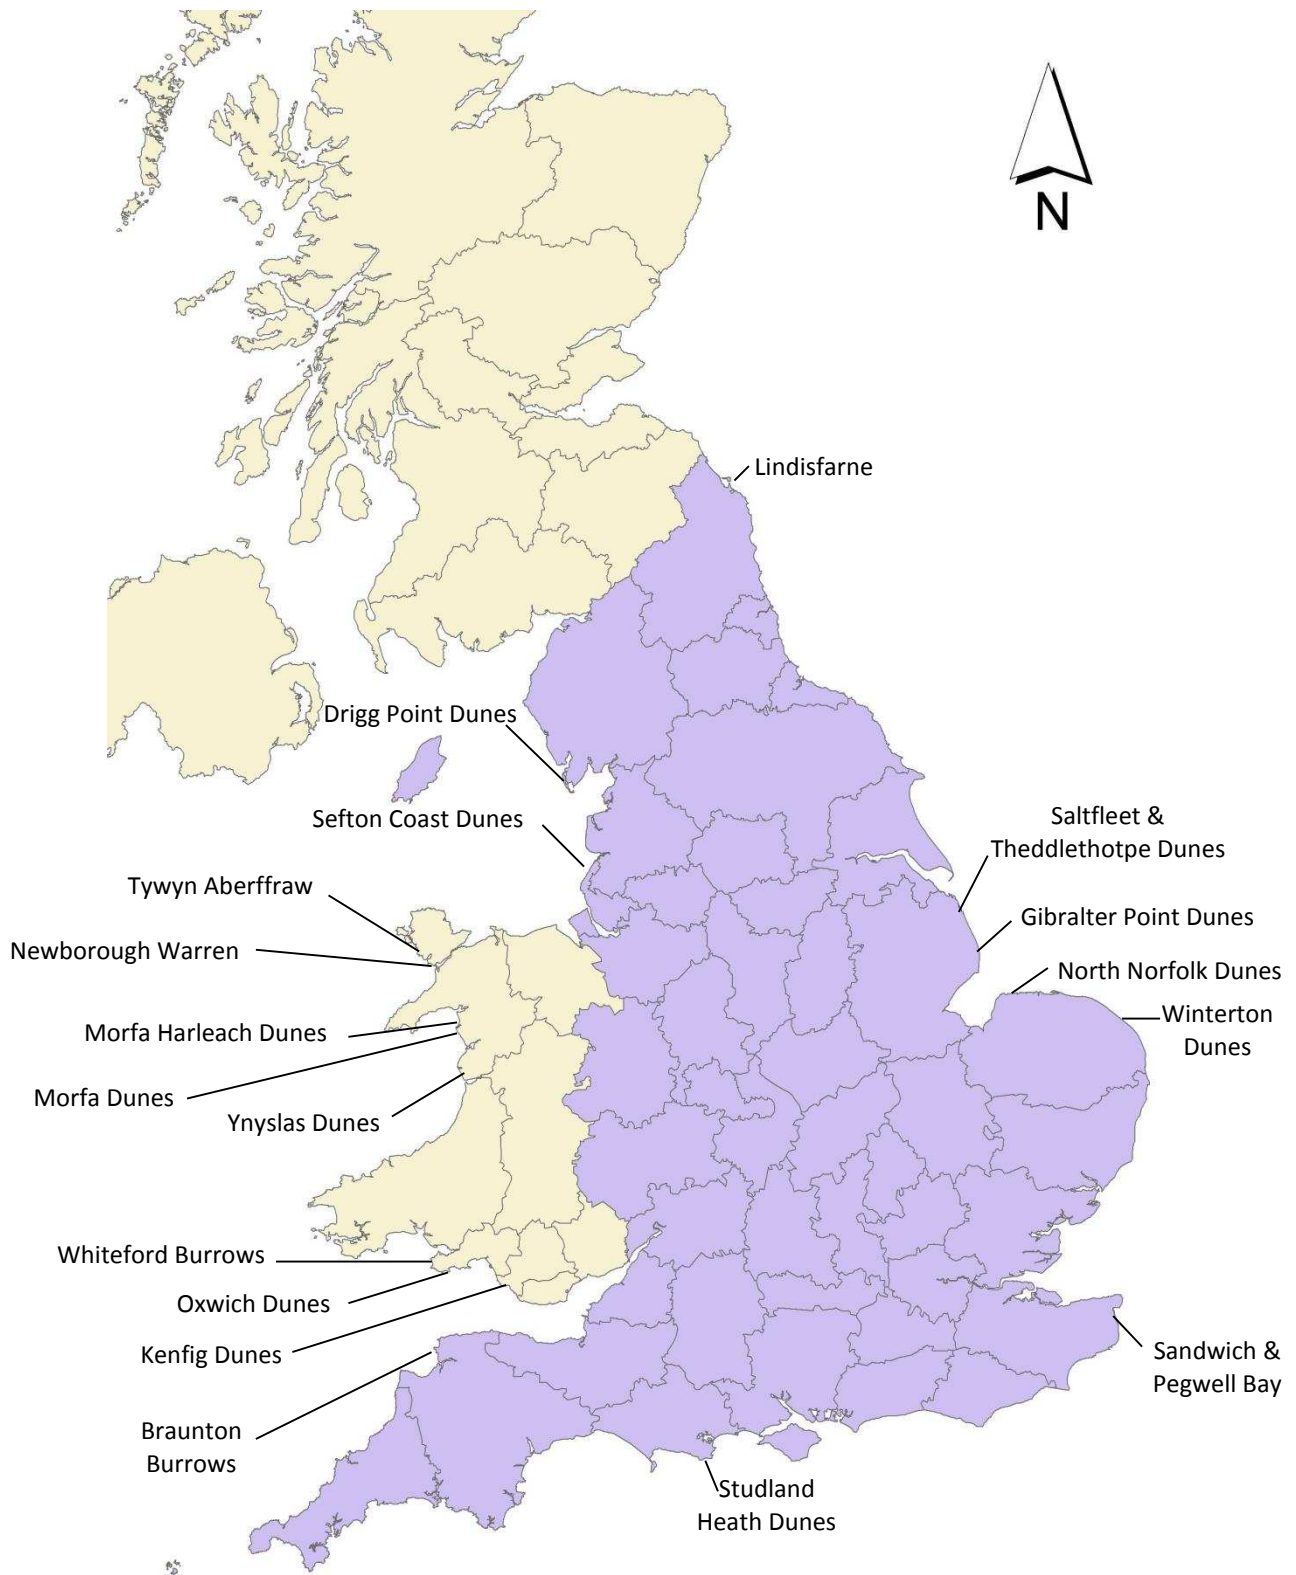 N
Lindisfarne
Drigg Point Dunes
Sefton Coast Dunes
Saltfleet &
Theddlethotpe Dunes
Tywyn Aberffraw
Gibralter Point Dunes
Newborough Warren
North Norfolk Dunes
Winterton
Dunes
Morfa Harleach Dunes
Morfa Dunes
Ynyslas Dunes
Whiteford Burrows
Oxwich Dunes
Kenfig Dunes
Sandwich &
Pegwell Bay
Braunton
Burrows
Studland
Heath Dunes